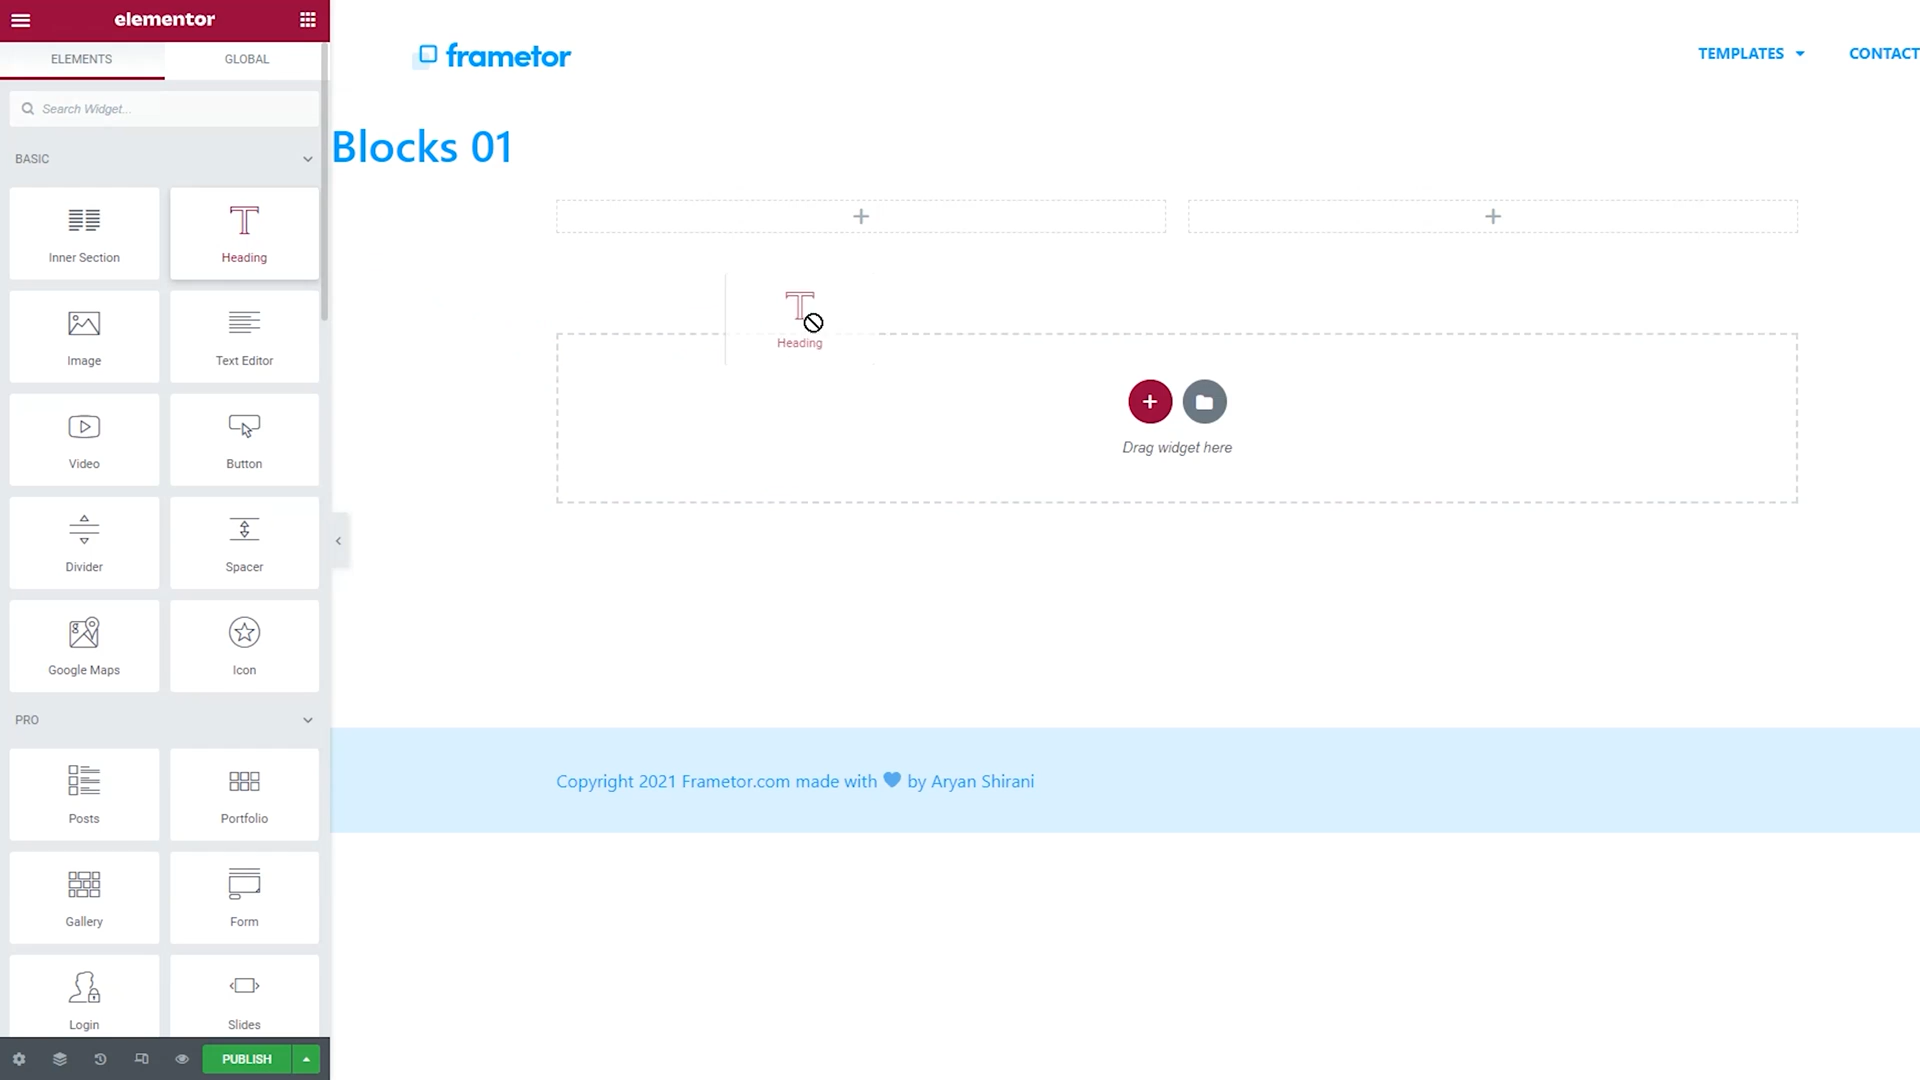 elementor
ELEMENTS
GLOBAL
Search Widget...
BASIC
Inner Section
Heading
Image
Text Editor
Video
Button
Divider
Spacer
Google Maps
Icon
PRO
Posts
Portfolio
Gallery
Form
Login
Slides
PUBLISH
frametor
TEMPLATES
CONTACT
Blocks 01
Heading
Drag widget here
Copyright 2021 Frametor.com made with by Aryan Shirani